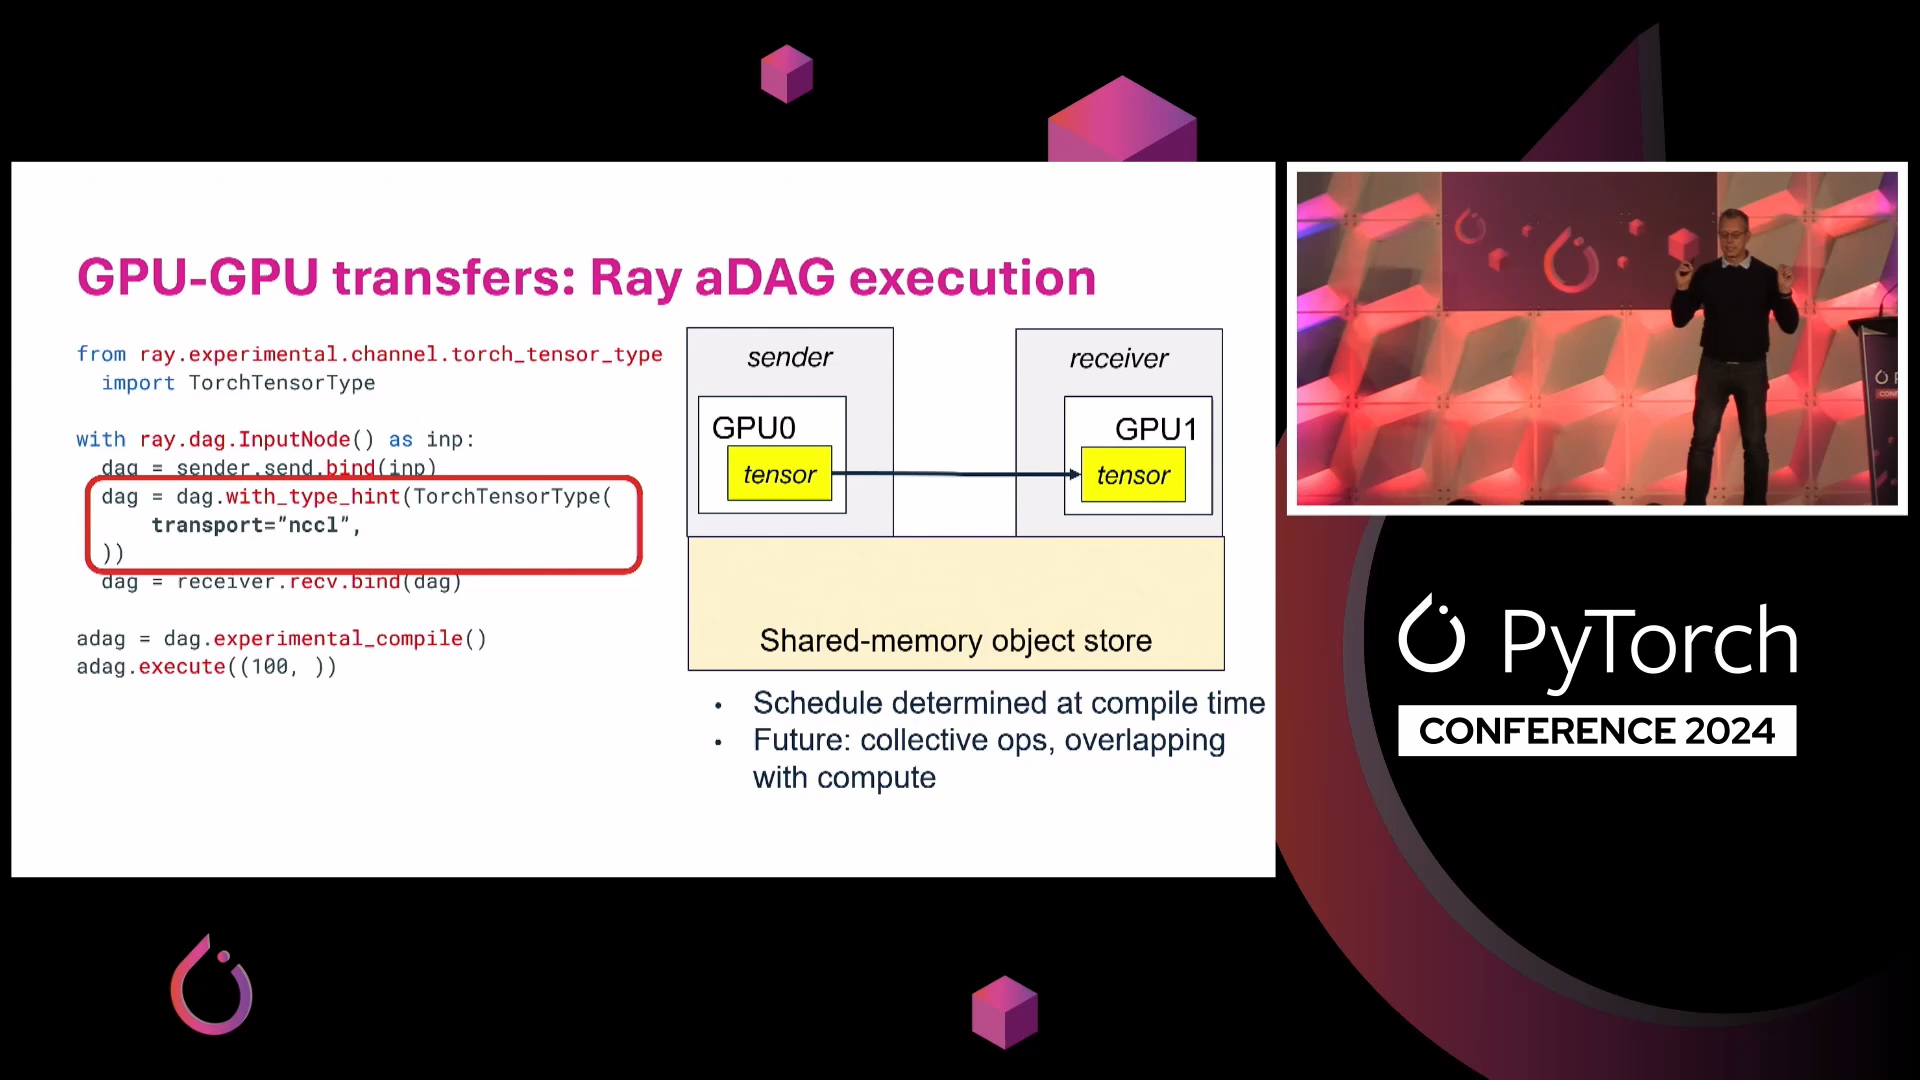 GPU-GPU transfers: Ray aDAG execution
from ray.experimental.channel.torch_tensor_type
import TorchTensorType
with ray.dag.InputNode() as inp:
dag = sender.send.bind(inp)
dag = dag.with_type_hint(TorchTensorType(
transport="nccl",
))
dag = receiver.recv.bind(dag)
adag = dag.experimental_compile()
adag.execute((100, ))
sender
receiver
GPU0
GPU1
tensor
tensor
Shared-memory object store
• Schedule determined at compile time
• Future: collective ops, overlapping
with compute
PyTorch
CONFERENCE 2024